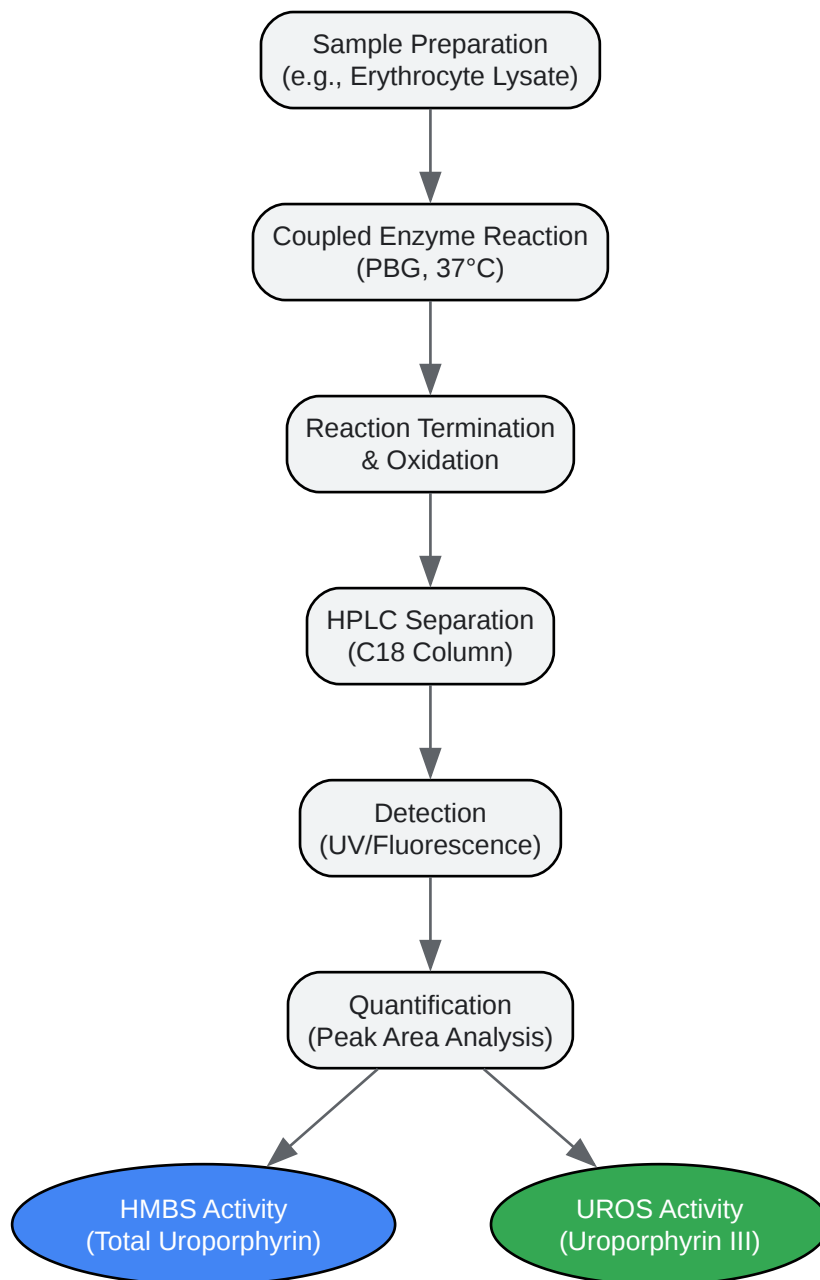 Sample Preparation
(e.g., Erythrocyte Lysate)
Coupled Enzyme Reaction
(PBG, 37°C)
Reaction Termination
& Oxidation
HPLC Separation
(C18 Column)
Detection
(UV/Fluorescence)
Quantification
(Peak Area Analysis)
HMBS Activity
(Total Uroporphyrin)
UROS Activity
(Uroporphyrin III)